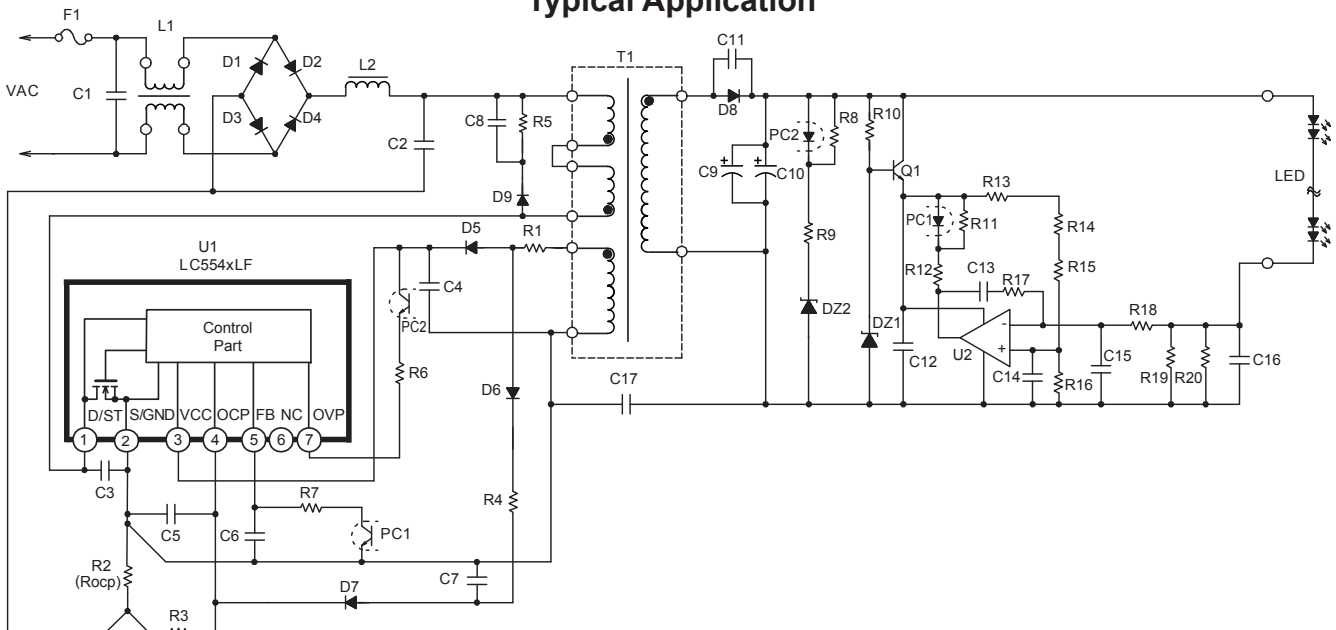 Typical Application
F1
L1
VAC
C1
D1
D2
D3
D4
L2
C2
C8
R5
D9
T1
C11
D8
C9
C10
PC2
R8
R10
Q1
R9
DZ2
DZ1
PC1
R11
R13
R14
R15
R12
C13
R17
U2
-
+
C12
C14
R16
C15
R18
R19
R20
C16
LED
D5
R1
U1
LC554xLF
Control
Part
C4
PC2
R6
D6
C17
D/ST
S/GND
VCC
OCP
FB
NC
OVP
1
2
3
4
5
6
7
C3
C5
C6
R7
PC1
R4
R2
(Rocp)
C7
D7
R3